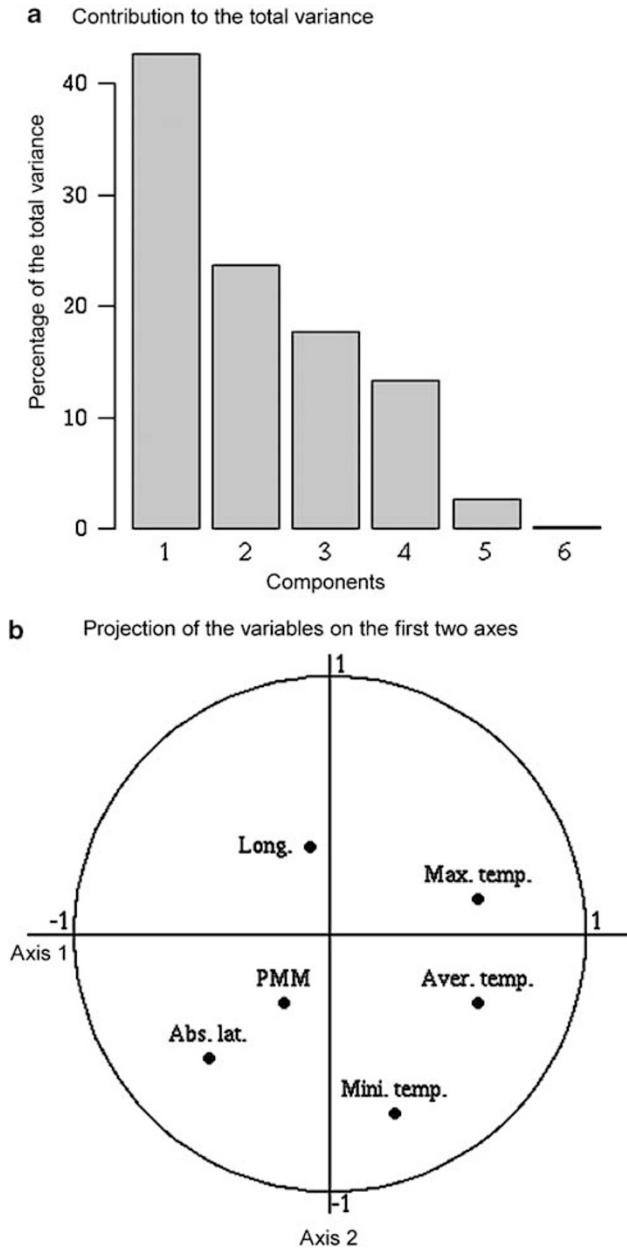 a Contribution to the total variance
Percentage of the total variance
40
30
20
10
0
1 2 3 4 5 6
Components
b Projection of the variables on the first two axes
1
Long.
Max. temp.
-1 1
Axis 1
PMM Aver. temp.
Abs. lat.
Mini. temp.
-1
Axis 2